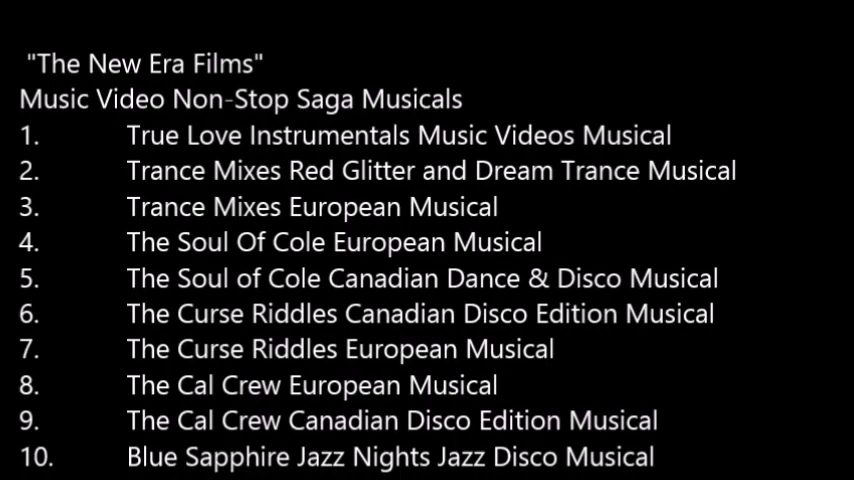 "The New Era Films"
Music Video Non-Stop Saga Musicals
1. True Love Instrumentals Music Videos Musical
2. Trance Mixes Red Glitter and Dream Trance Musical
3. Trance Mixes European Musical
4. The Soul Of Cole European Musical
5. The Soul of Cole Canadian Dance & Disco Musical
6. The Curse Riddles Canadian Disco Edition Musical
7. The Curse Riddles European Musical
8. The Cal Crew European Musical
9. The Cal Crew Canadian Disco Edition Musical
10. Blue Sapphire Jazz Nights Jazz Disco Musical